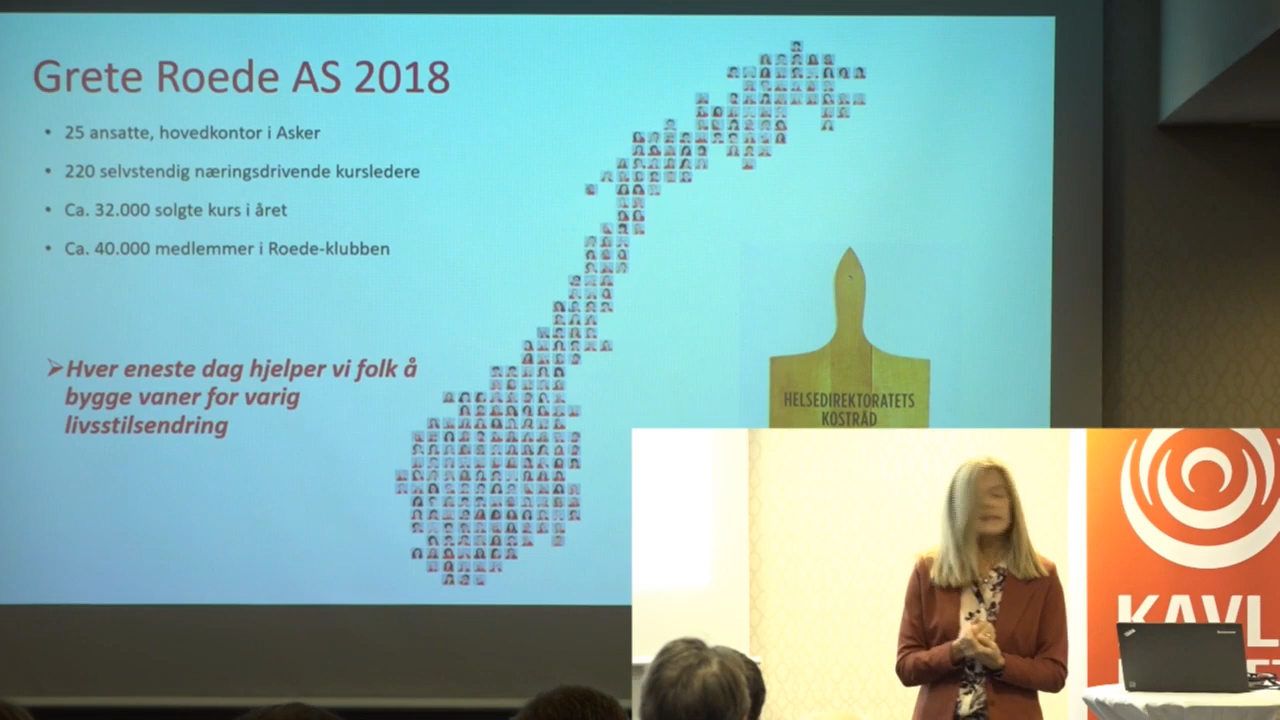 Grete Roede AS 2018
• 25 ansatte, hovedkontor i Asker
• 220 selvstendig næringsdrivende kursledere
• Ca. 32.000 solgte kurs i året
• Ca. 40.000 medlemmer i Roede-klubben
➢ Hver eneste dag hjelper vi folk å
bygge vaner for varig
livsstilsendring
HELSEDIREKTORATETS
KOSTRÅD
KAVL